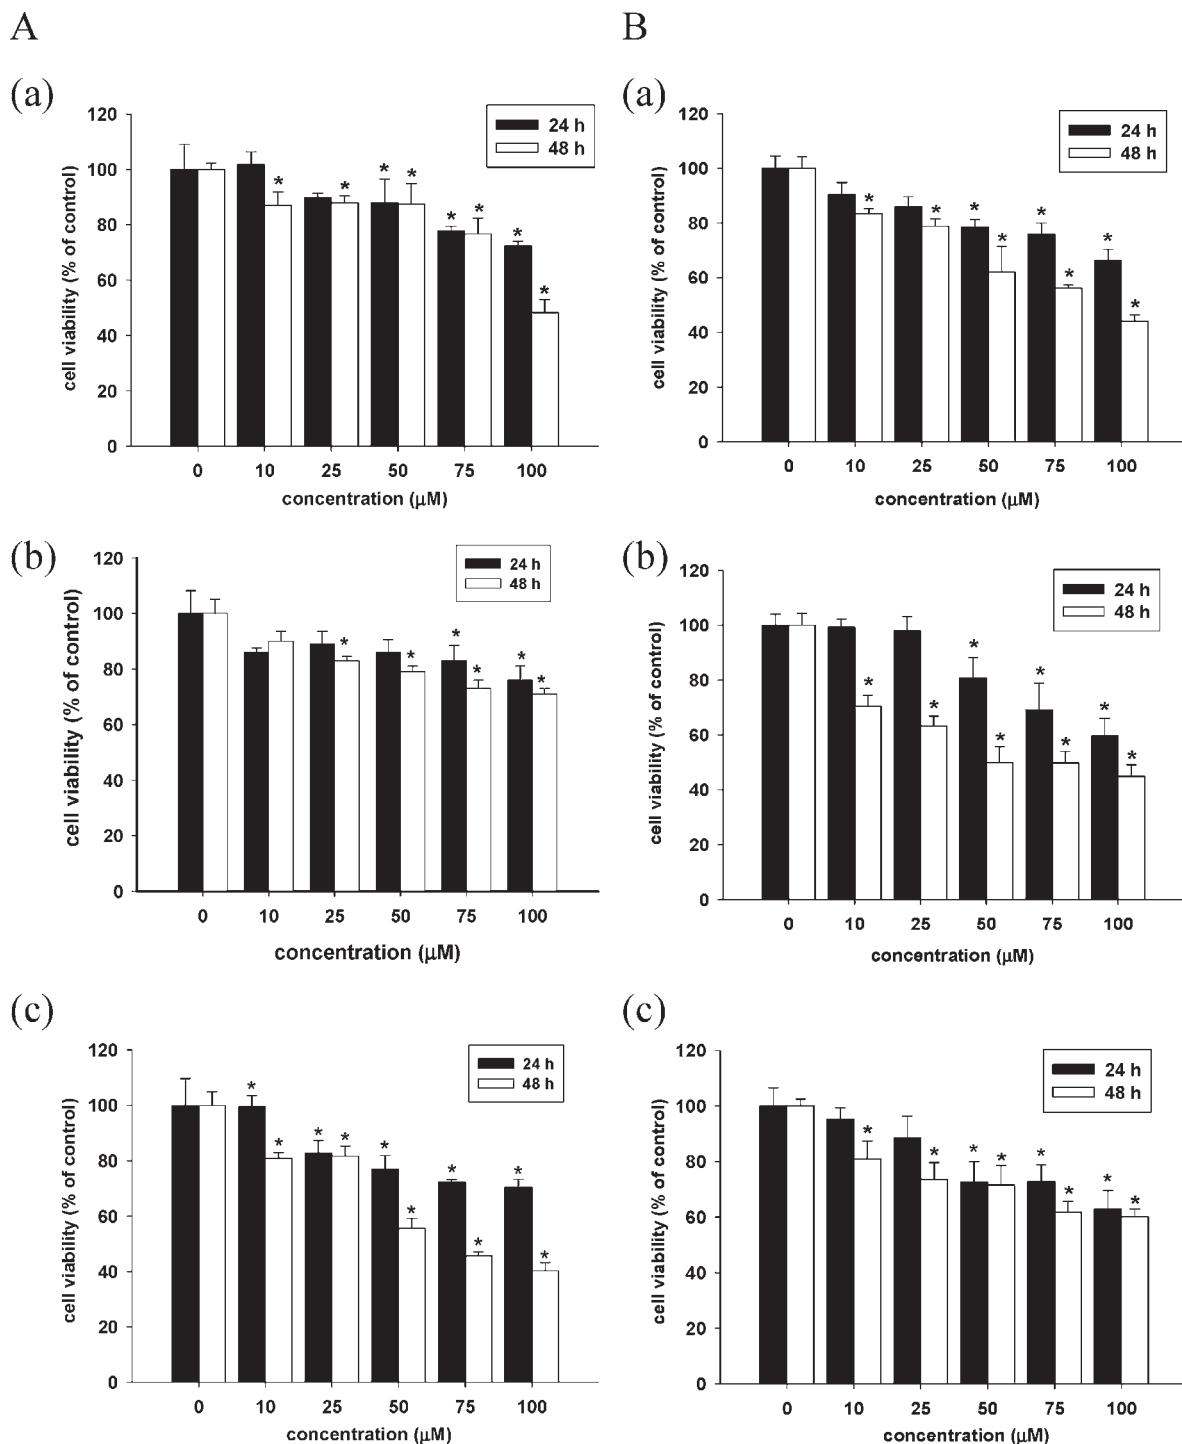 A
(a)
120
100
80
60
40
20
0
cell viability (% of control)
24 h
48 h
* * * * * * * *
0 10 25 50 75 100
concentration (μM)
(b)
120
100
80
60
40
20
0
cell viability (% of control)
24 h
48 h
* * * * * *
0 10 25 50 75 100
concentration (μM)
(c)
120
100
80
60
40
20
0
cell viability (% of control)
24 h
48 h
* * * * * * * * * *
0 10 25 50 75 100
concentration (μM)
B
(a)
120
100
80
60
40
20
0
cell viability (% of control)
24 h
48 h
* * * * * * * *
0 10 25 50 75 100
concentration (μM)
(b)
120
100
80
60
40
20
0
cell viability (% of control)
24 h
48 h
* * * * * * * *
0 10 25 50 75 100
concentration (μM)
(c)
120
100
80
60
40
20
0
cell viability (% of control)
24 h
48 h
* * * * * * * *
0 10 25 50 75 100
concentration (μM)